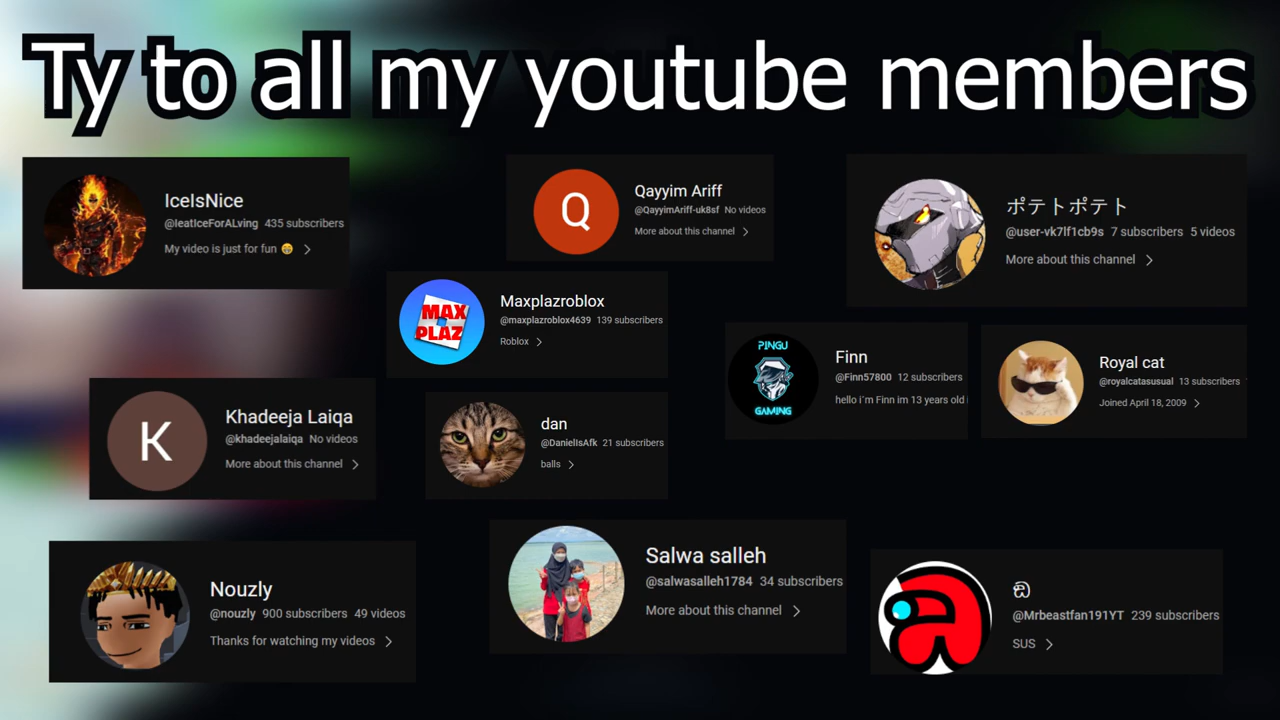 Ty to all my youtube members
IceIsNice
@IeatIceForALving 435 subscribers
My video is just for fun 😁
Q
Qayyim Ariff
@QayyimAriff-uk8sf No videos
More about this channel
ポテトポテト
@user-vk7lf1cb9s 7 subscribers 5 videos
More about this channel
MAX
PLAZ
Maxplazroblox
@maxplazroblox4639 139 subscribers
Roblox
PINGU
GAMING
Finn
@Finn57800 12 subscribers
hello i´m Finn im 13 years old i
Royal cat
@royalcatasusual 13 subscribers
Joined April 18, 2009
K
Khadeeja Laiqa
@khadeejalaiqa No videos
More about this channel
dan
@DanielIsAfk 21 subscribers
balls
Nouzly
@nouzly 900 subscribers 49 videos
Thanks for watching my videos
Salwa salleh
@salwasalleh1784 34 subscribers
More about this channel
@Mrbeastfan191YT 239 subscribers
SUS